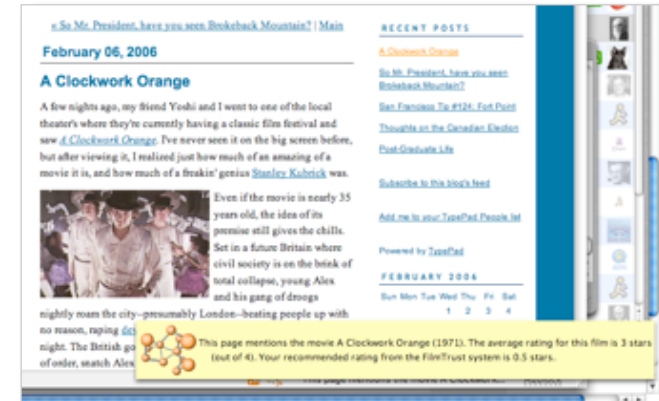 « So Mr. President, have you seen Brokeback Mountain? | Main
February 06, 2006
A Clockwork Orange
A few nights ago, my friend Yoshi and I went to one of the local
theater's where they're currently having a classic film festival and
saw A Clockwork Orange. I've never seen it on the big screen before,
but after viewing it, I realized just how much of an amazing of a
movie it is, and how much of a freakin' genius Stanley Kubrick was.
Even if the movie is nearly 35
years old, the idea of its
premise still gives the chills.
Set in a future Britain where
civil society is on the brink of
total collapse, young Alex
and his gang of droogs
nightly roam the city--presumably London--beating people up with
no reason, raping
night. The British
of order, snatch Alex
RECENT POSTS
A Clockwork Orange
So Mr. President, have you seen
Brokeback Mountain?
San Francisco Tip #124: Fort Point
Thoughts on the Canadian Election
Post-Graduate Life
Subscribe to this blog's feed
Add me to your TypePad People list
Powered by TypePad
FEBRUARY 2006
Sun Mon Tue Wed Thu Fri Sat
1 2 3 4
This page mentions the movie A Clockwork Orange (1971). The average rating for this film is 3 stars
(out of 4). Your recommended rating from the FilmTrust system is 0.5 stars.
This page mentions the movie A Clockwork...